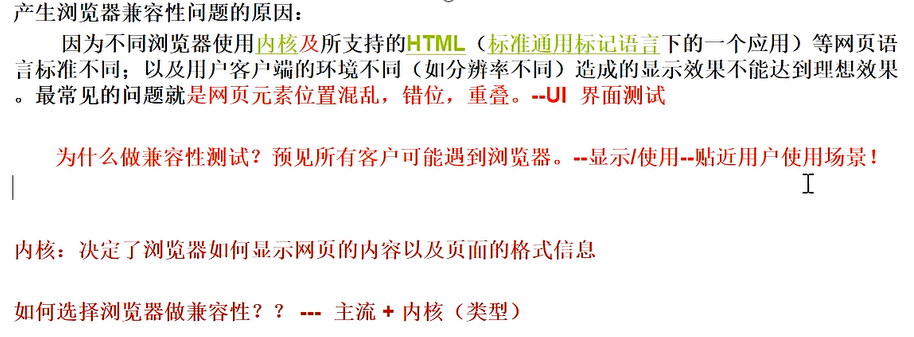 产生浏览器兼容性问题的原因：
因为不同浏览器使用内核及所支持的HTML（标准通用标记语言下的一个应用）等网页语
言标准不同；以及用户客户端的环境不同（如分辨率不同）造成的显示效果不能达到理想效果
。最常见的问题就是网页元素位置混乱，错位，重叠。--UI 界面测试
为什么做兼容性测试？预见所有客户可能遇到浏览器。--显示/使用--贴近用户使用场景！
内核：决定了浏览器如何显示网页的内容以及页面的格式信息
如何选择浏览器做兼容性？？ --- 主流 + 内核（类型）